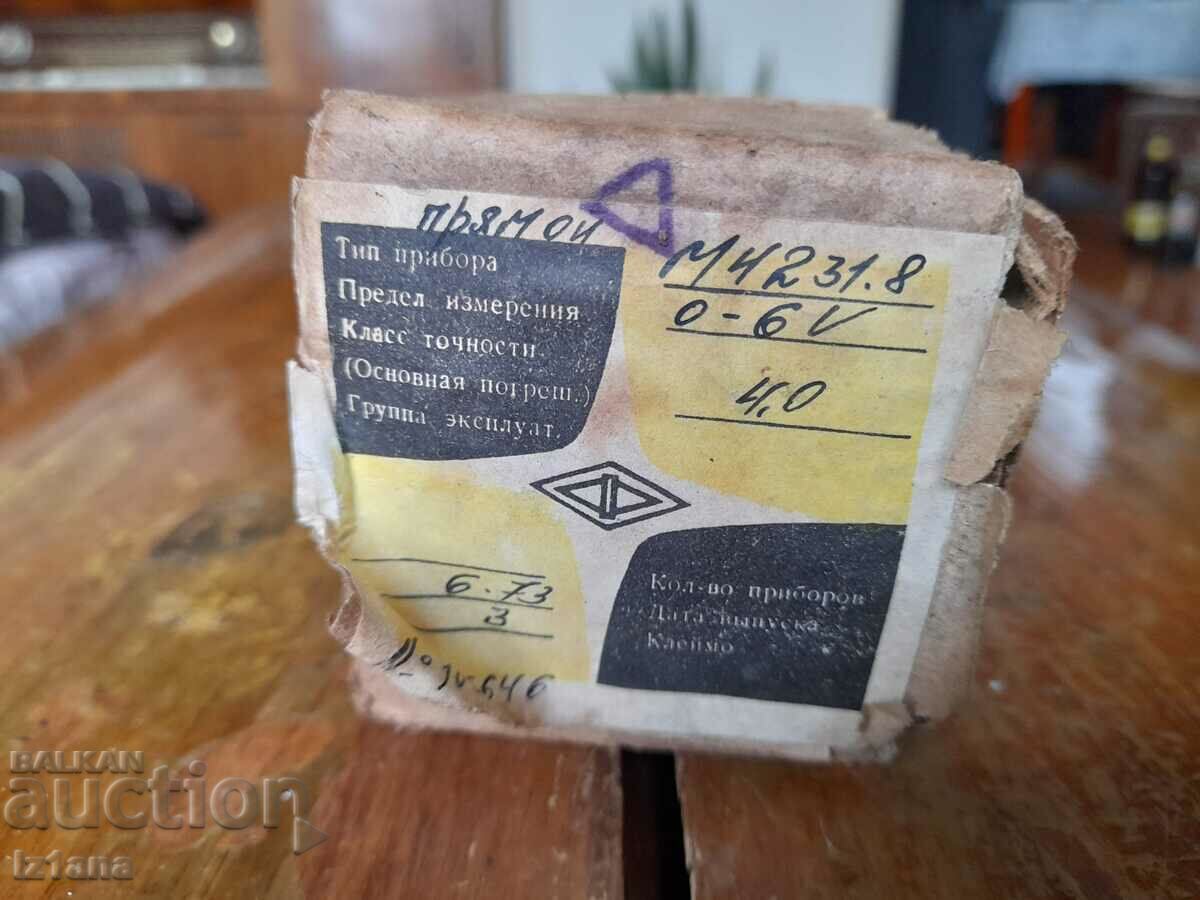 прямой
Тип прибора М4231.8
Предел измерения 0-6V
Класс точности
(Основная погреш.) 4,0
Группа эксплуат.
Кол-во приборов
6-73 Дата выпуска
3 Клеймо
646
BALKAN
auction
iz1ana